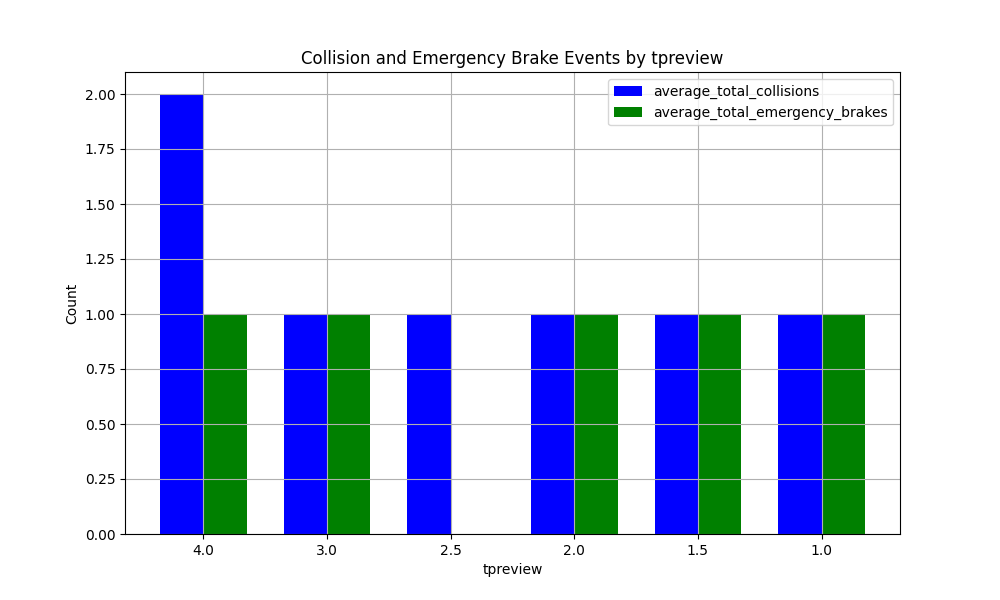 Collision and Emergency Brake Events by tpreview
average_total_collisions
average_total_emergency_brakes
Count
2.00
1.75
1.50
1.25
1.00
0.75
0.50
0.25
0.00
4.0 3.0 2.5 2.0 1.5 1.0
tpreview